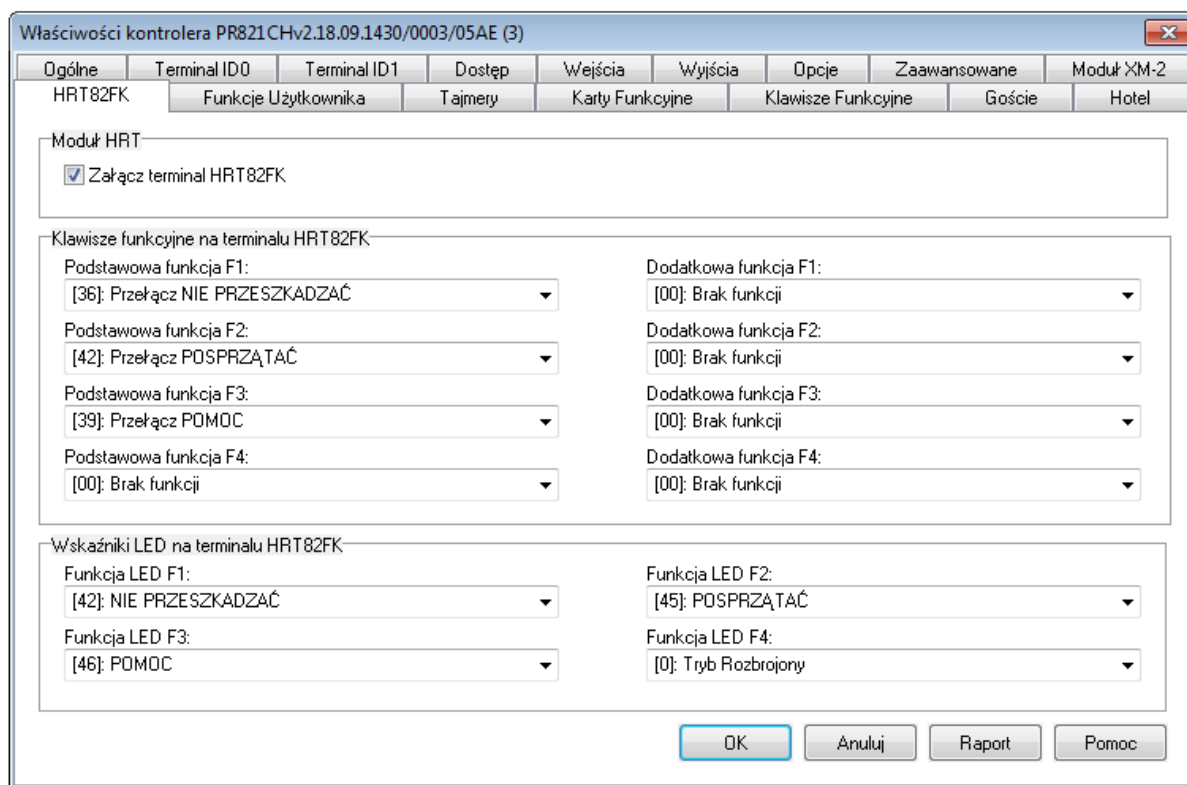 Właściwości kontrolera PR821CHv2.18.09.1430/0003/05AE (3)
Ogólne Terminal ID0 Terminal ID1 Dostęp Wejścia Wyjścia Opcje Zaawansowane Moduł XM-2
HRT82FK Funkcje Użytkownika Tajmery Karty Funkcyjne Klawisze Funkcyjne Goście Hotel
Moduł HRT
Załącz terminal HRT82FK
Klawisze funkcyjne na terminalu HRT82FK
Podstawowa funkcja F1: Dodatkowa funkcja F1:
[36]: Przełącz NIE PRZESZKADZAĆ [00]: Brak funkcji
Podstawowa funkcja F2: Dodatkowa funkcja F2:
[42]: Przełącz POSPRZĄTAĆ [00]: Brak funkcji
Podstawowa funkcja F3: Dodatkowa funkcja F3:
[39]: Przełącz POMOC [00]: Brak funkcji
Podstawowa funkcja F4: Dodatkowa funkcja F4:
[00]: Brak funkcji [00]: Brak funkcji
Wskaźniki LED na terminalu HRT82FK
Funkcja LED F1: Funkcja LED F2:
[42]: NIE PRZESZKADZAĆ [45]: POSPRZĄTAĆ
Funkcja LED F3: Funkcja LED F4:
[46]: POMOC [0]: Tryb Rozbrojony
OK Anuluj Raport Pomoc